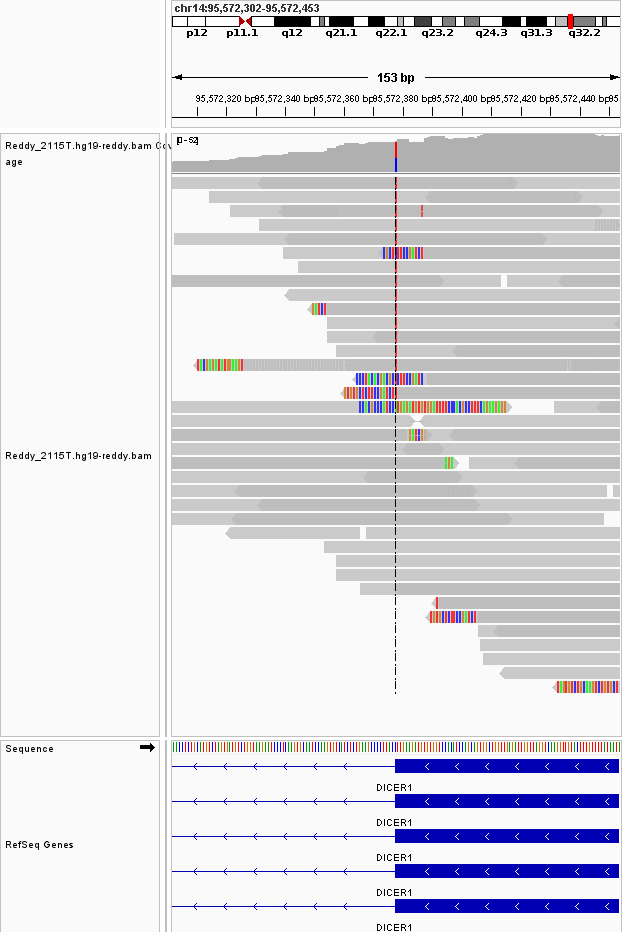 chr14:95,572,302-95,572,453
p12 p11.1 q12 q21.1 q22.1 q23.2 q24.3 q31.3 q32.2
153 bp
95,572,320 bp 95,572,340 bp 95,572,360 bp 95,572,380 bp 95,572,400 bp 95,572,420 bp 95,572,440 bp 95
[0-52]
Reddy_2115T.hg19-reddy.bam Cov
age
Reddy_2115T.hg19-reddy.bam
Sequence
DICER1
DICER1
RefSeq Genes
DICER1
DICER1
DICER1